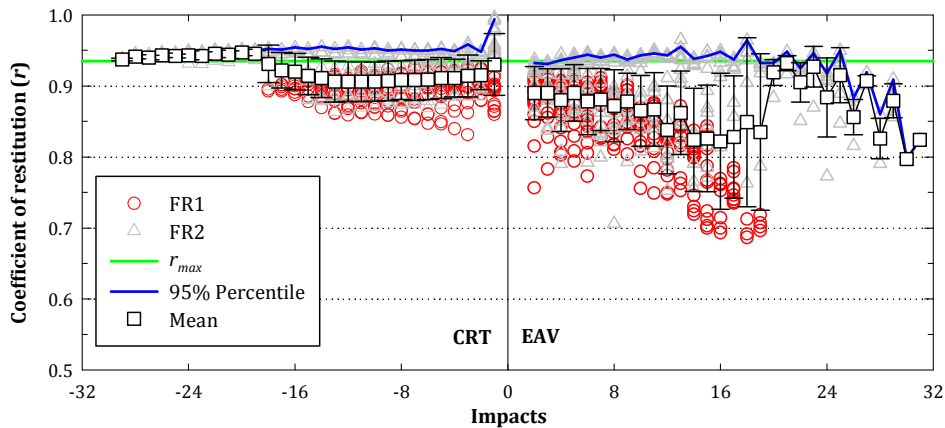 Coefficient of restitution (r)
1.0
0.9
0.8
0.7
0.6
0.5
FR1
FR2
r_max
95% Percentile
Mean
CRT
EAV
-32
-24
-16
-8
0
8
16
24
32
Impacts